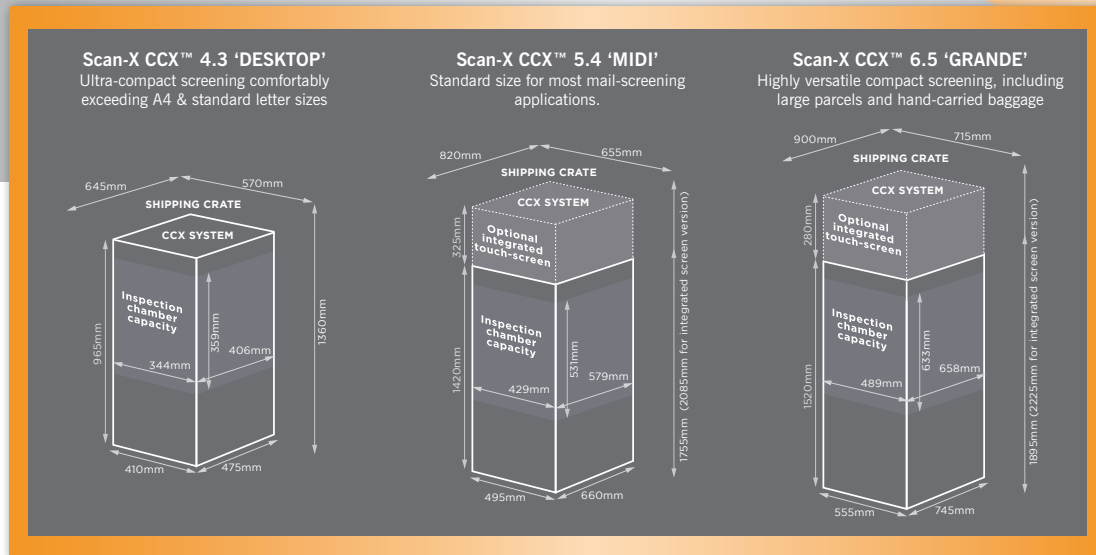 Scan-X CCX™ 4.3 ‘DESKTOP’
Ultra-compact screening comfortably
exceeding A4 & standard letter sizes
645mm
570mm
SHIPPING CRATE
CCX SYSTEM
Inspection
chamber
capacity
965mm
359mm
1360mm
344mm
406mm
410mm
475mm
Scan-X CCX™ 5.4 ‘MIDI’
Standard size for most mail-screening
applications.
820mm
655mm
SHIPPING CRATE
CCX SYSTEM
325mm
Optional
integrated
touch-screen
Inspection
chamber
capacity
1420mm
531mm
1755mm (2085mm for integrated screen version)
429mm
579mm
495mm
660mm
Scan-X CCX™ 6.5 ‘GRANDE’
Highly versatile compact screening, including
large parcels and hand-carried baggage
900mm
715mm
SHIPPING CRATE
CCX SYSTEM
280mm
Optional
integrated
touch-screen
Inspection
chamber
capacity
1520mm
633mm
1895mm (2225mm for integrated screen version)
489mm
658mm
555mm
745mm